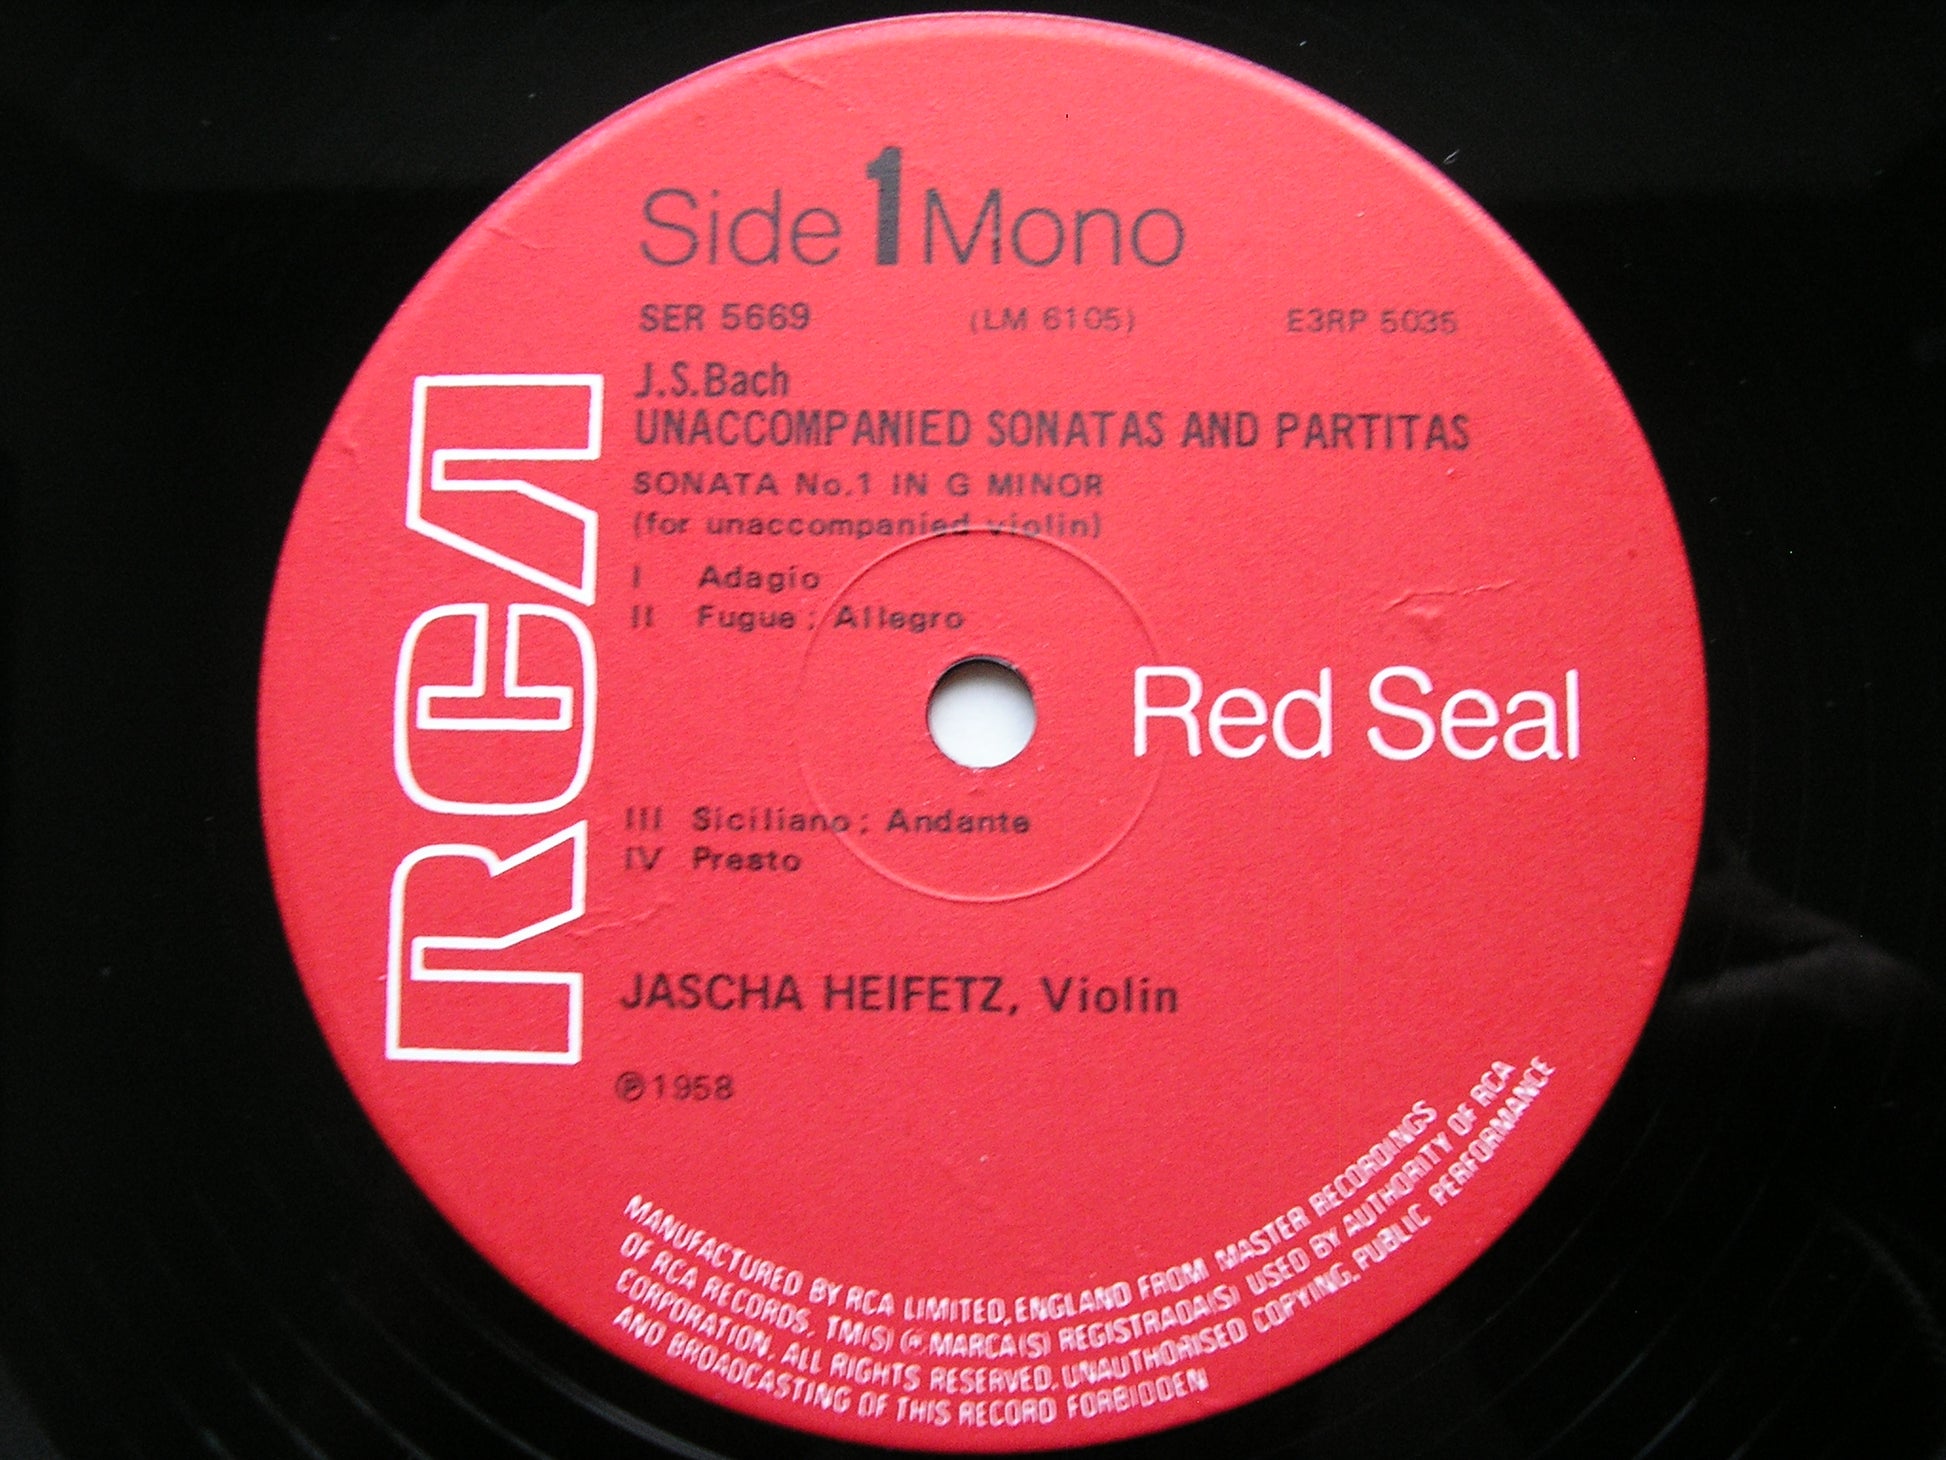 Side 1 Mono
SER 5669 (LM 6105) E3RP 5035
J.S.Bach
UNACCOMPANIED SONATAS AND PARTITAS
SONATA No.1 IN G MINOR
(for unaccompanied violin)
I Adagio
II Fugue; Allegro
RCA
Red Seal
III Siciliano; Andante
IV Presto
JASCHA HEIFETZ, Violin
℗1958
MANUFACTURED BY RCA LIMITED, ENGLAND FROM MASTER RECORDINGS
OF RCA RECORDS. TM(S) ® MARCA(S) REGISTRADA(S) USED BY AUTHORITY OF RCA
CORPORATION, ALL RIGHTS RESERVED. UNAUTHORISED COPYING, PUBLIC PERFORMANCE
AND BROADCASTING OF THIS RECORD FORBIDDEN